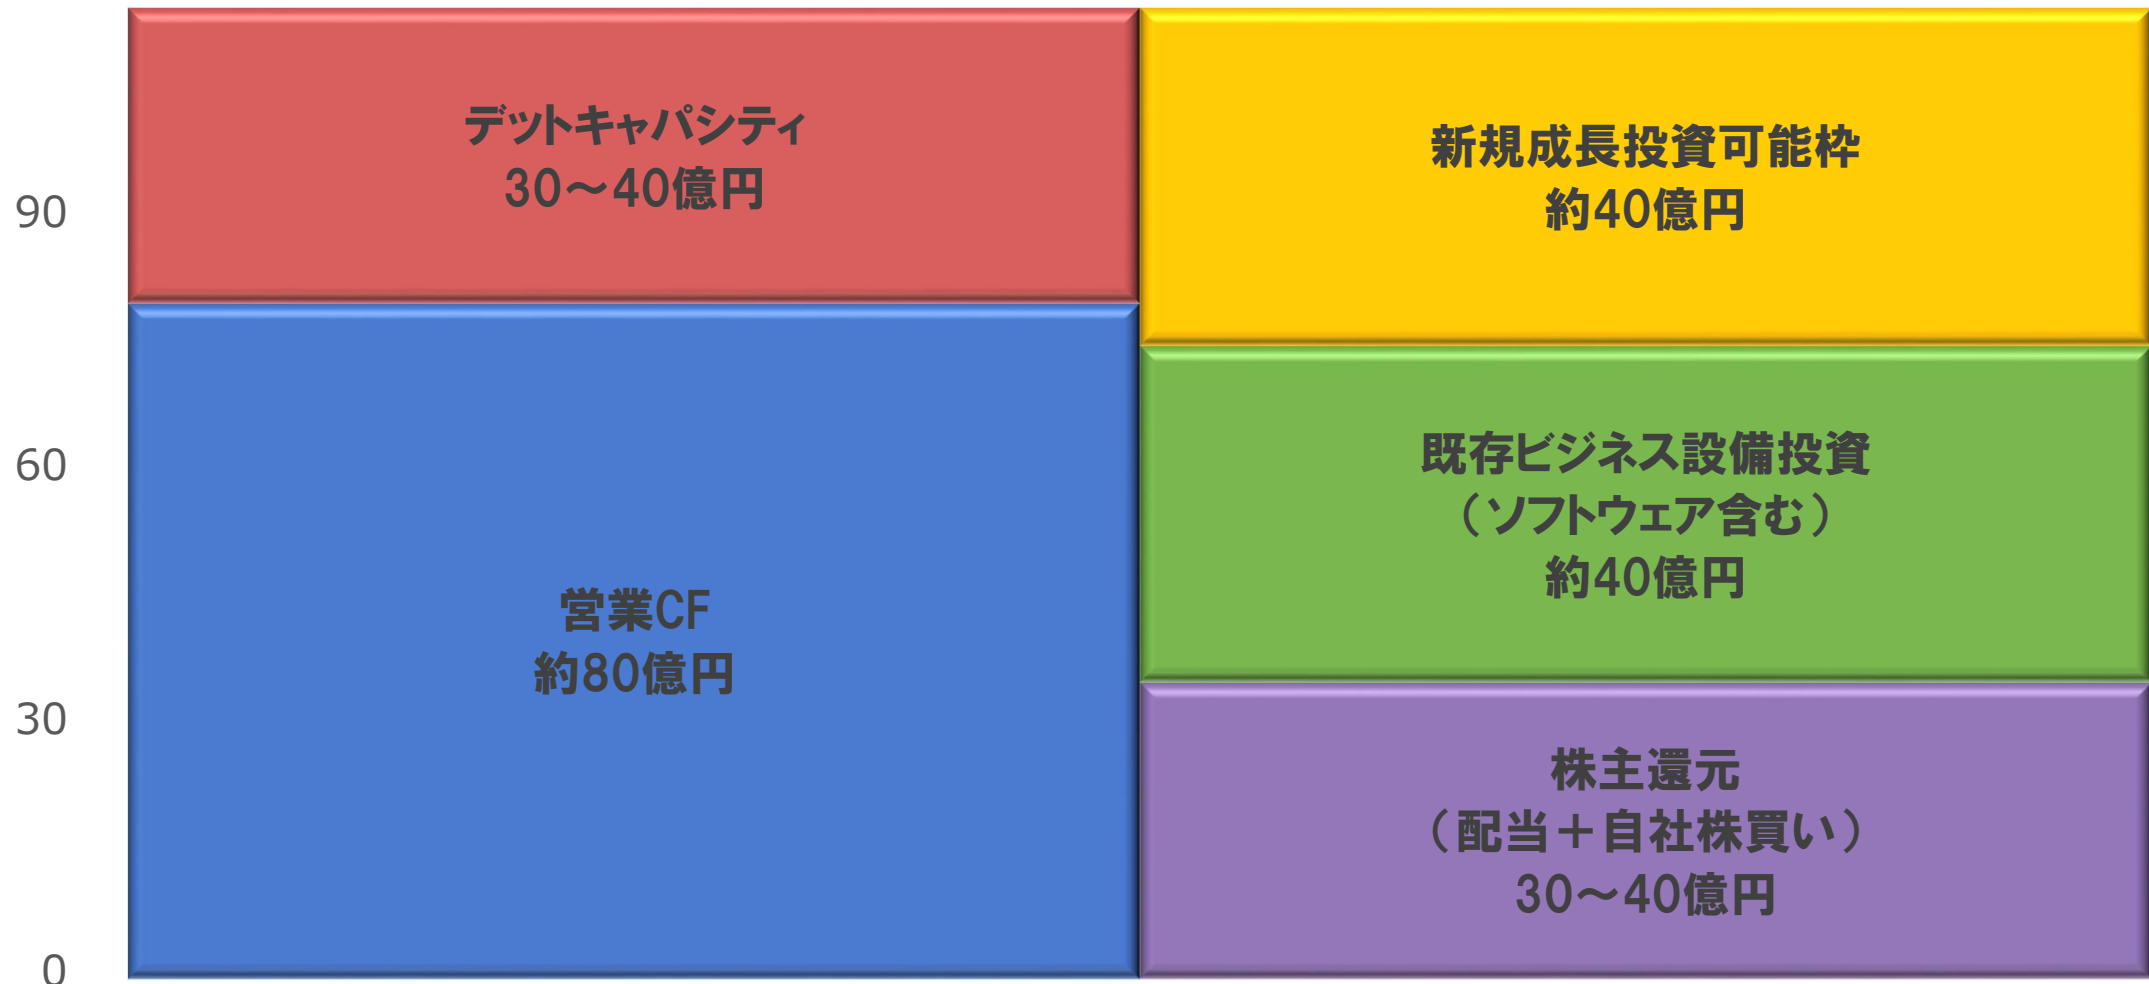 90
60
30
0
デットキャパシティ
30～40億円
営業CF
約80億円
新規成長投資可能枠
約40億円
既存ビジネス設備投資
（ソフトウェア含む）
約40億円
株主還元
（配当＋自社株買い）
30～40億円